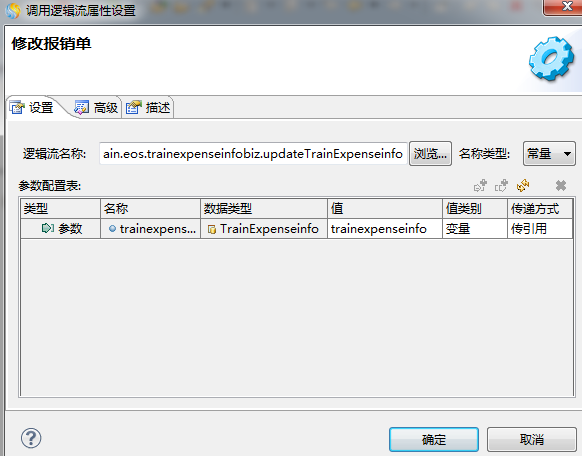 调用逻辑流属性设置
修改报销单
设置 高级 描述
逻辑流名称: ain.eos.trainexpenseinfobiz.updateTrainExpenseinfo 浏览... 名称类型: 常量
参数配置表:
类型 名称 数据类型 值 值类别 传递方式
参数 trainexpens... TrainExpenseinfo trainexpenseinfo 变量 传引用
? 确定 取消